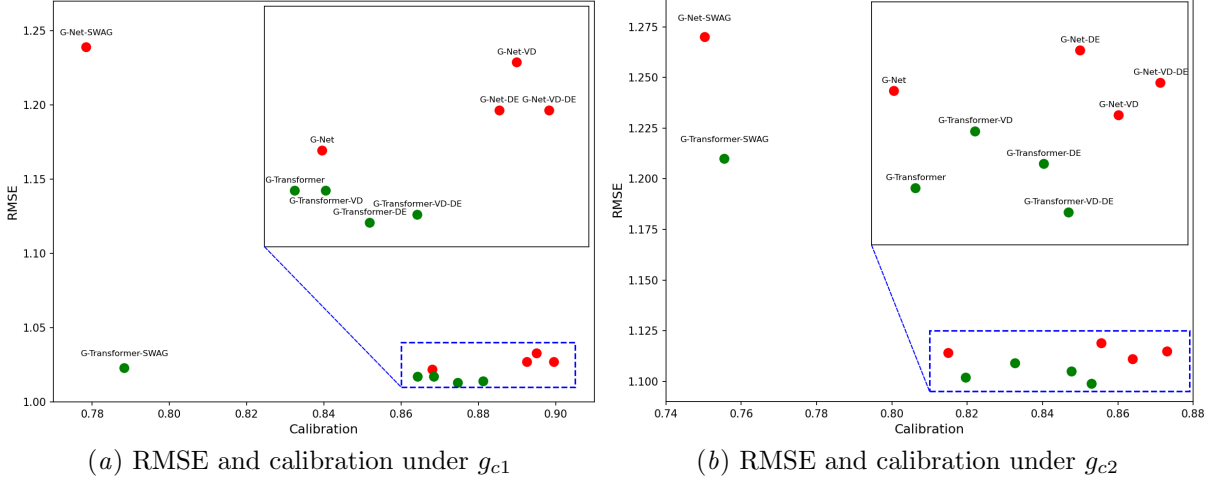 RMSE
1.25
1.20
1.15
1.10
1.05
1.00
G-Net-SWAG
G-Net-VD
G-Net-DE
G-Net-VD-DE
G-Net
G-Transformer
G-Transformer-VD
G-Transformer-VD-DE
G-Transformer-DE
G-Transformer-SWAG
0.78
0.80
0.82
0.84
0.86
0.88
0.90
Calibration
(a) RMSE and calibration under gc1
RMSE
1.275
1.250
1.225
1.200
1.175
1.150
1.125
1.100
G-Net-SWAG
G-Net-DE
G-Net-VD-DE
G-Net
G-Net-VD
G-Transformer-VD
G-Transformer-SWAG
G-Transformer-DE
G-Transformer
G-Transformer-VD-DE
0.74
0.76
0.78
0.80
0.82
0.84
0.86
0.88
Calibration
(b) RMSE and calibration under gc2